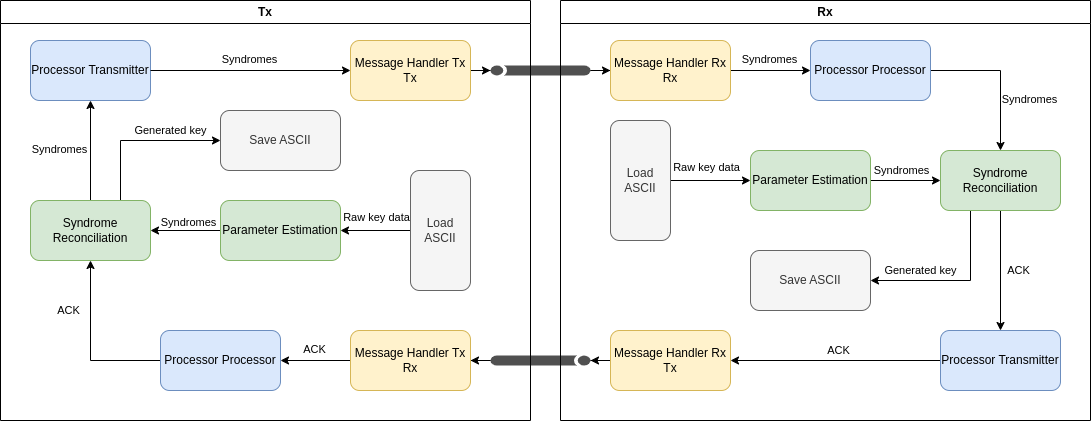 Tx
Processor Transmitter
Syndromes
Message Handler Tx
Tx
Generated key
Save ASCII
Syndromes
Load
ASCII
Raw key data
Parameter Estimation
Syndromes
Syndrome
Reconciliation
ACK
Processor Processor
ACK
Message Handler Tx
Rx
Rx
Message Handler Rx
Rx
Syndromes
Processor Processor
Syndromes
Load
ASCII
Raw key data
Parameter Estimation
Syndromes
Syndrome
Reconciliation
Save ASCII
Generated key
ACK
Message Handler Rx
Tx
ACK
Processor Transmitter